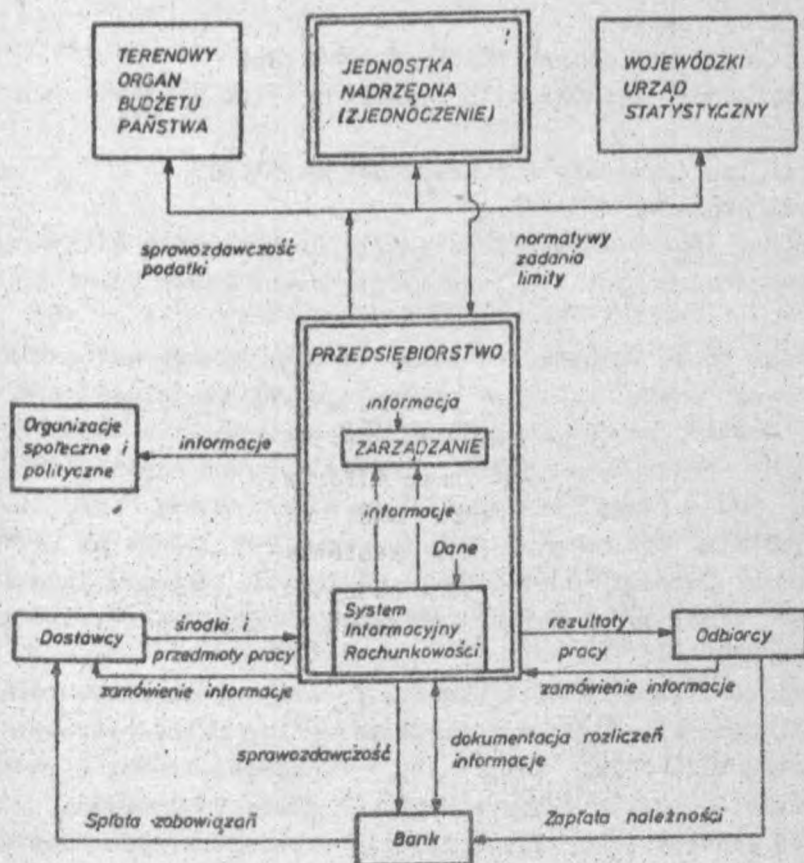 TERENOWY
ORGAN
BUDŻETU
PAŃSTWA
JEDNOSTKA
NADRZĘDNA
(ZJEDNOCZENIE)
WOJEWÓDZKI
URZĄD
STATYSTYCZNY
sprawozdawczość
podatki
normatywy
zadania
limity
PRZEDSIĘBIORSTWO
informacja
ZARZĄDZANIE
informacje
Dane
System
Informacyjny
Rachunkowości
Organizacje
społeczne i
polityczne
informacje
Dostawcy
środki i
przedmioty pracy
zamówienie informacje
rezultaty
pracy
Odbiorcy
zamówienie informacje
sprawozdawczość
dokumentacja rozliczeń
informacje
Spłata zobowiązań
Bank
Zapłata należności